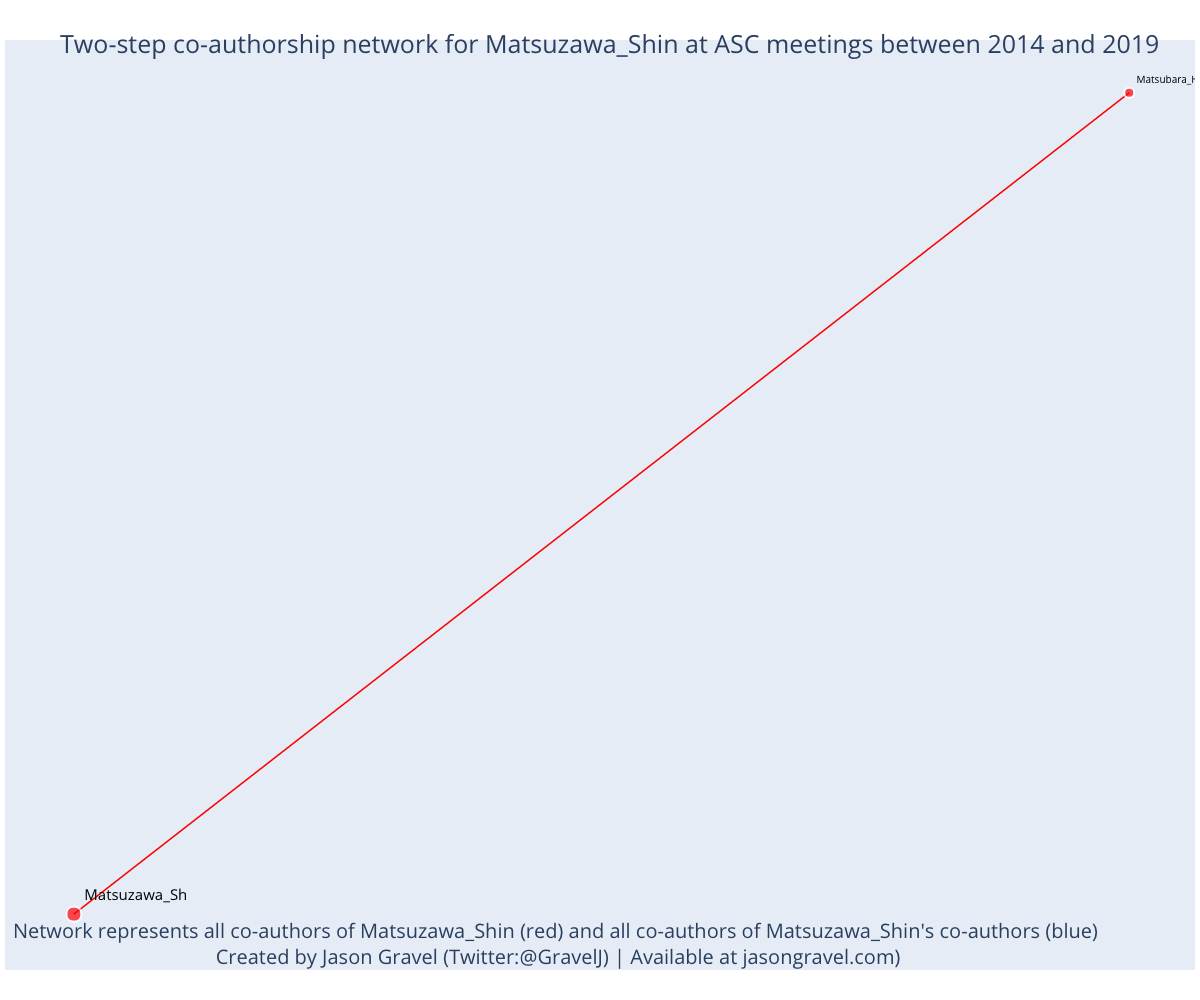 Two-step co-authorship network for Matsuzawa_Shin at ASC meetings between 2014 and 2019
Matsubara_H
Matsuzawa_Sh
Network represents all co-authors of Matsuzawa_Shin (red) and all co-authors of Matsuzawa_Shin's co-authors (blue)
Created by Jason Gravel (Twitter:@GravelJ) | Available at jasongravel.com)